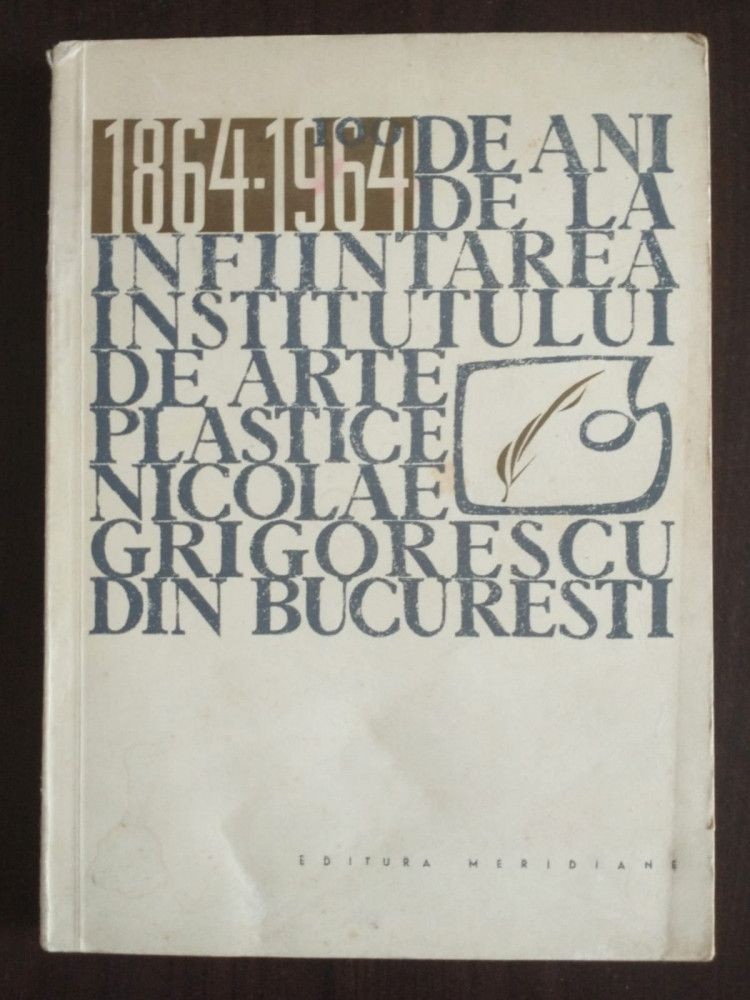 1864-1964 100 DE ANI
DE LA
INFIINTAREA
INSTITUTULUI
DE ARTE
PLASTICE
NICOLAE
GRIGORESCU
DIN BUCURESTI
EDITURA MERIDIANE